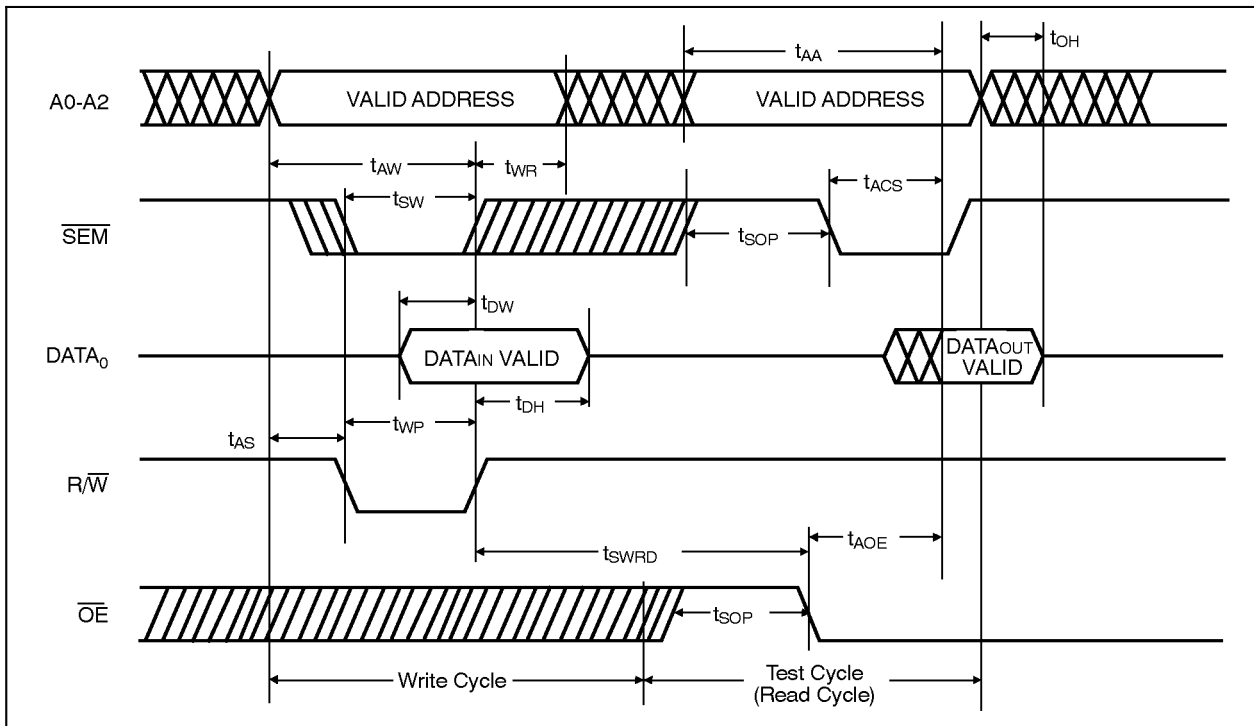 tAA
tOH
A0-A2
VALID ADDRESS
VALID ADDRESS
tAW
tWR
tSW
tACS
SEM
tSOP
tDW
DATA0
DATAIN VALID
DATAOUT
VALID
tDH
tWP
tAS
R/W
tSWRD
tAOE
OE
tSOP
Write Cycle
Test Cycle
(Read Cycle)